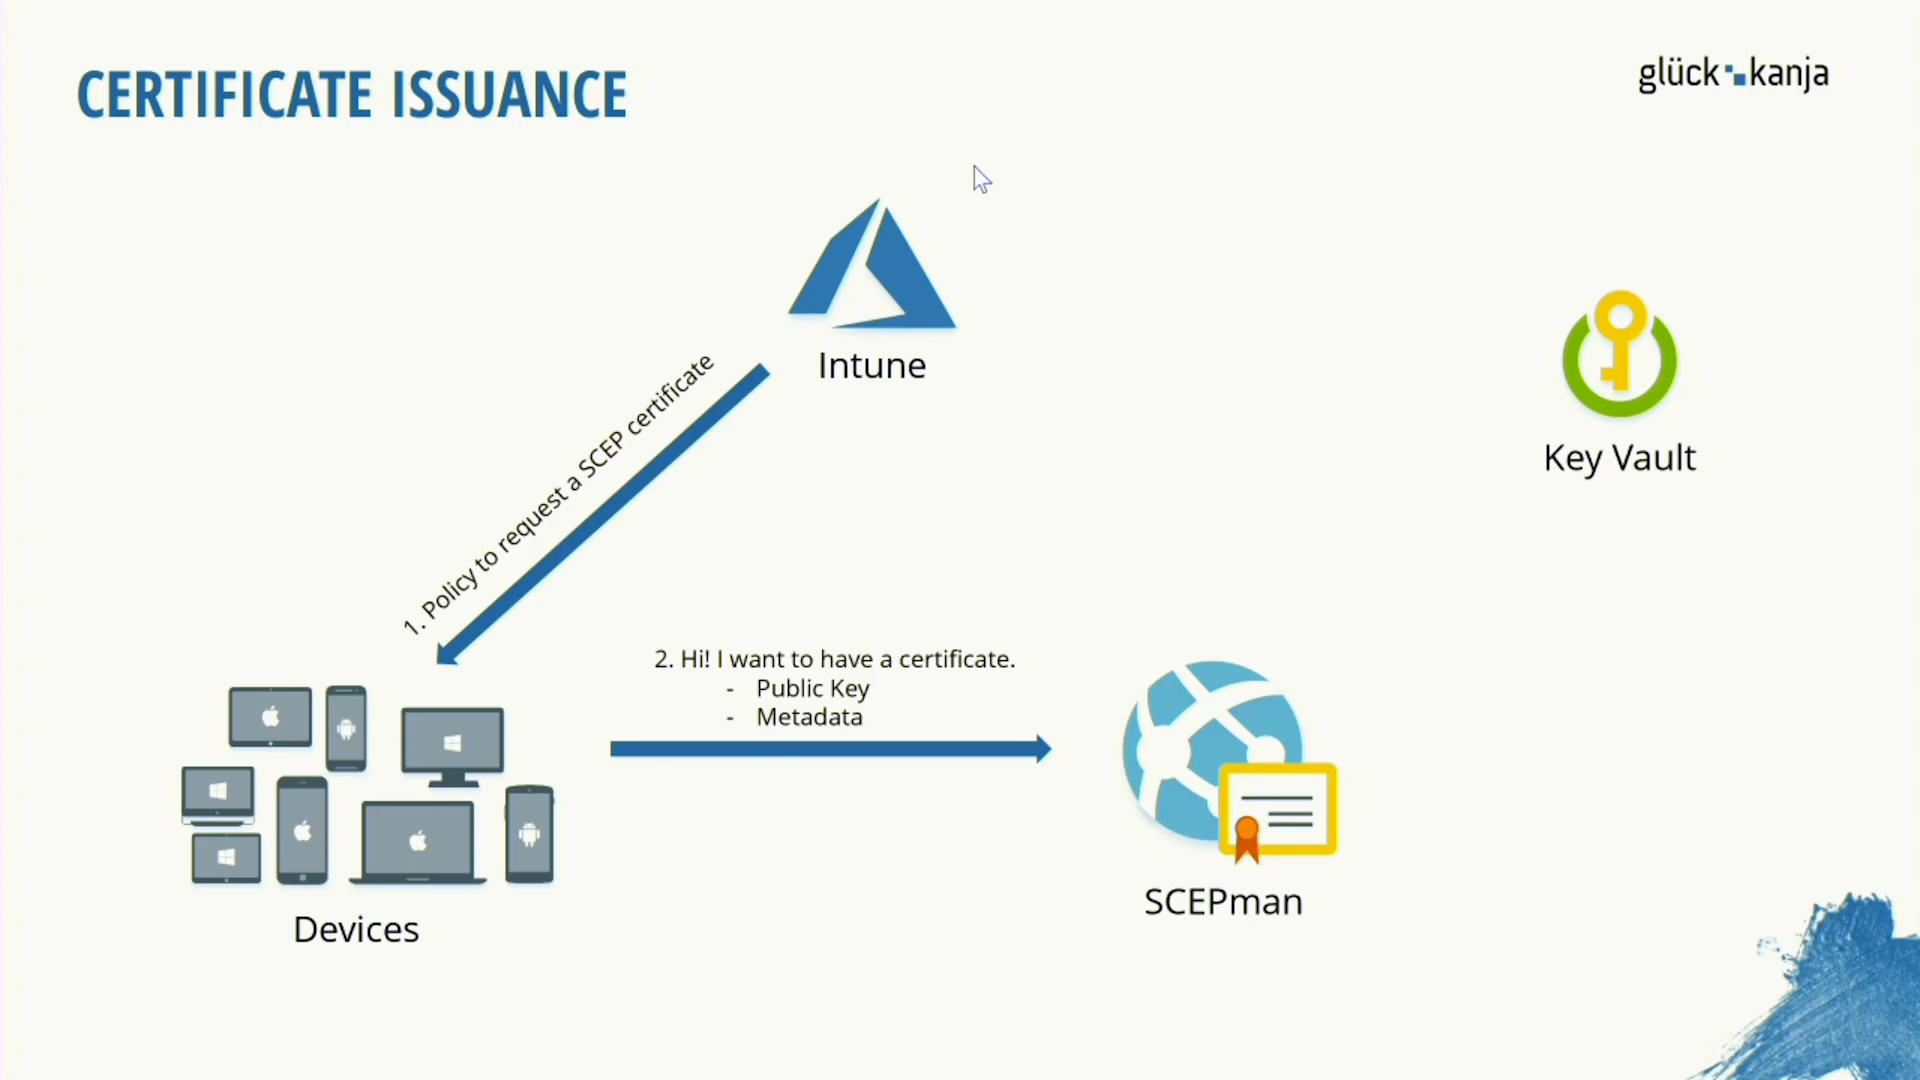 CERTIFICATE ISSUANCE
glück kanja
Intune
Key Vault
1. Policy to request a SCEP certificate
2. Hi! I want to have a certificate.
- Public Key
- Metadata
SCEPman
Devices